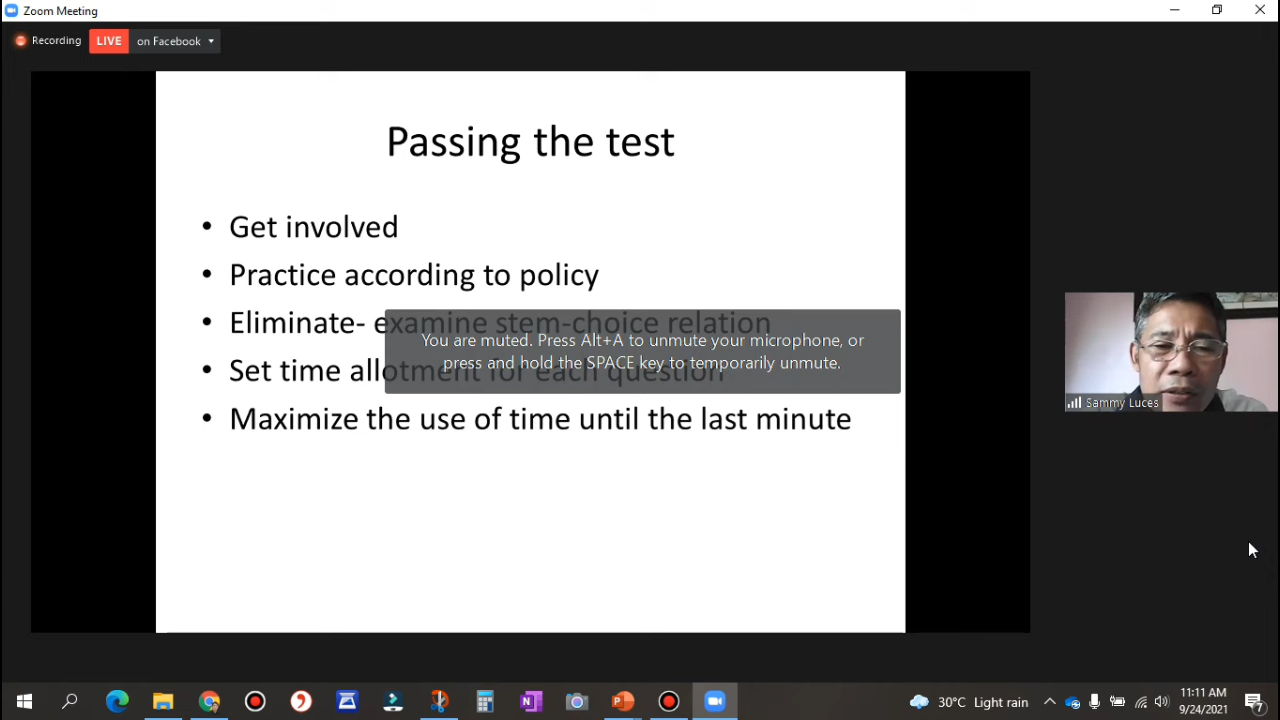 Zoom Meeting
Recording
LIVE
on Facebook
Passing the test
• Get involved
• Practice according to policy
• Eliminate- examine stem-choice relation
• Set time allotment for each question
• Maximize the use of time until the last minute
You are muted. Press Alt+A to unmute your microphone, or
press and hold the SPACE key to temporarily unmute.
Sammy Luces
30°C Light rain
11:11 AM
9/24/2021
7